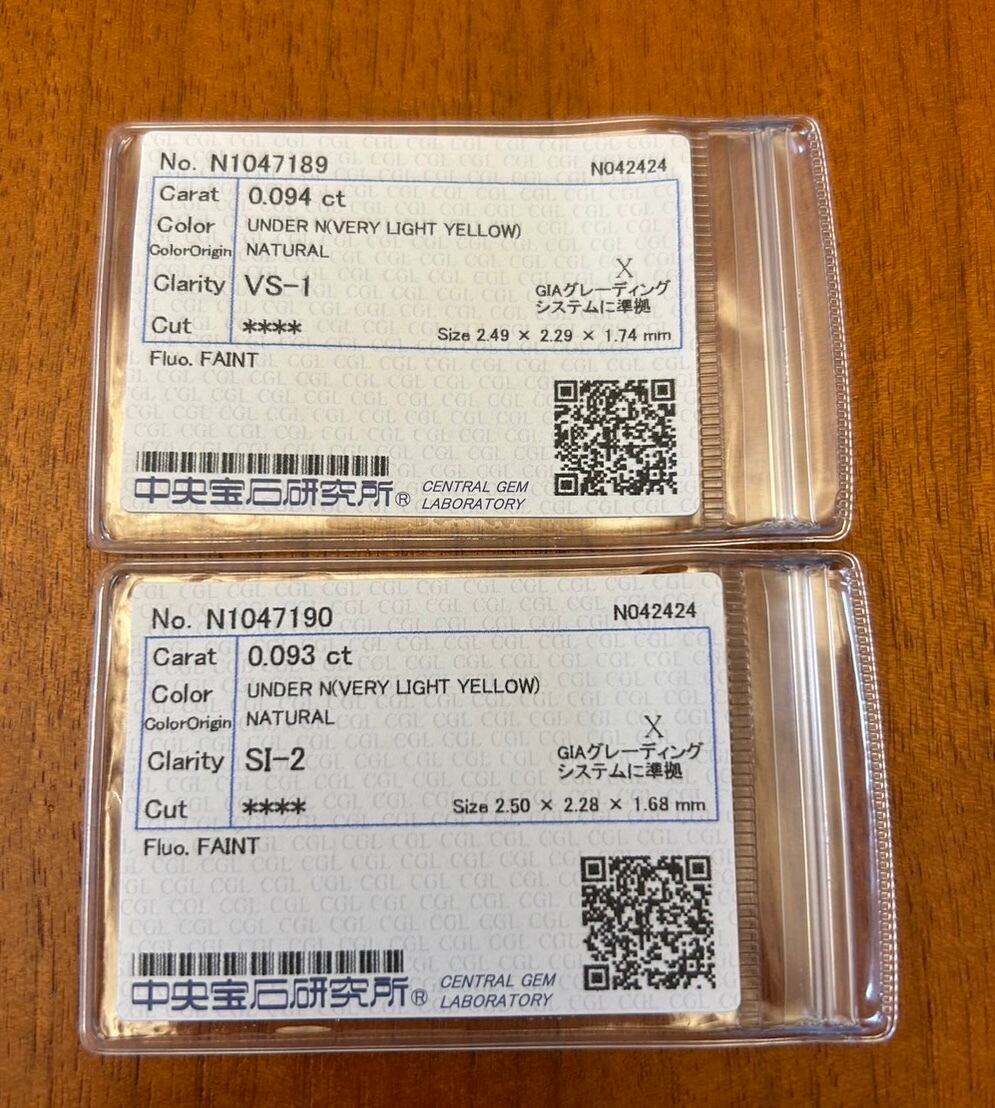 No. N1047189 N042424
Carat 0.094 ct
Color UNDER N(VERY LIGHT YELLOW)
ColorOrigin NATURAL
X
Clarity VS-1 GIAグレーディング
システムに準拠
Cut **** Size 2.49 × 2.29 × 1.74 mm
Fluo. FAINT
中央宝石研究所® CENTRAL GEM
LABORATORY
No. N1047190 N042424
Carat 0.093 ct
Color UNDER N(VERY LIGHT YELLOW)
ColorOrigin NATURAL
X
Clarity SI-2 GIAグレーディング
システムに準拠
Cut **** Size 2.50 × 2.28 × 1.68 mm
Fluo. FAINT
中央宝石研究所® CENTRAL GEM
LABORATORY